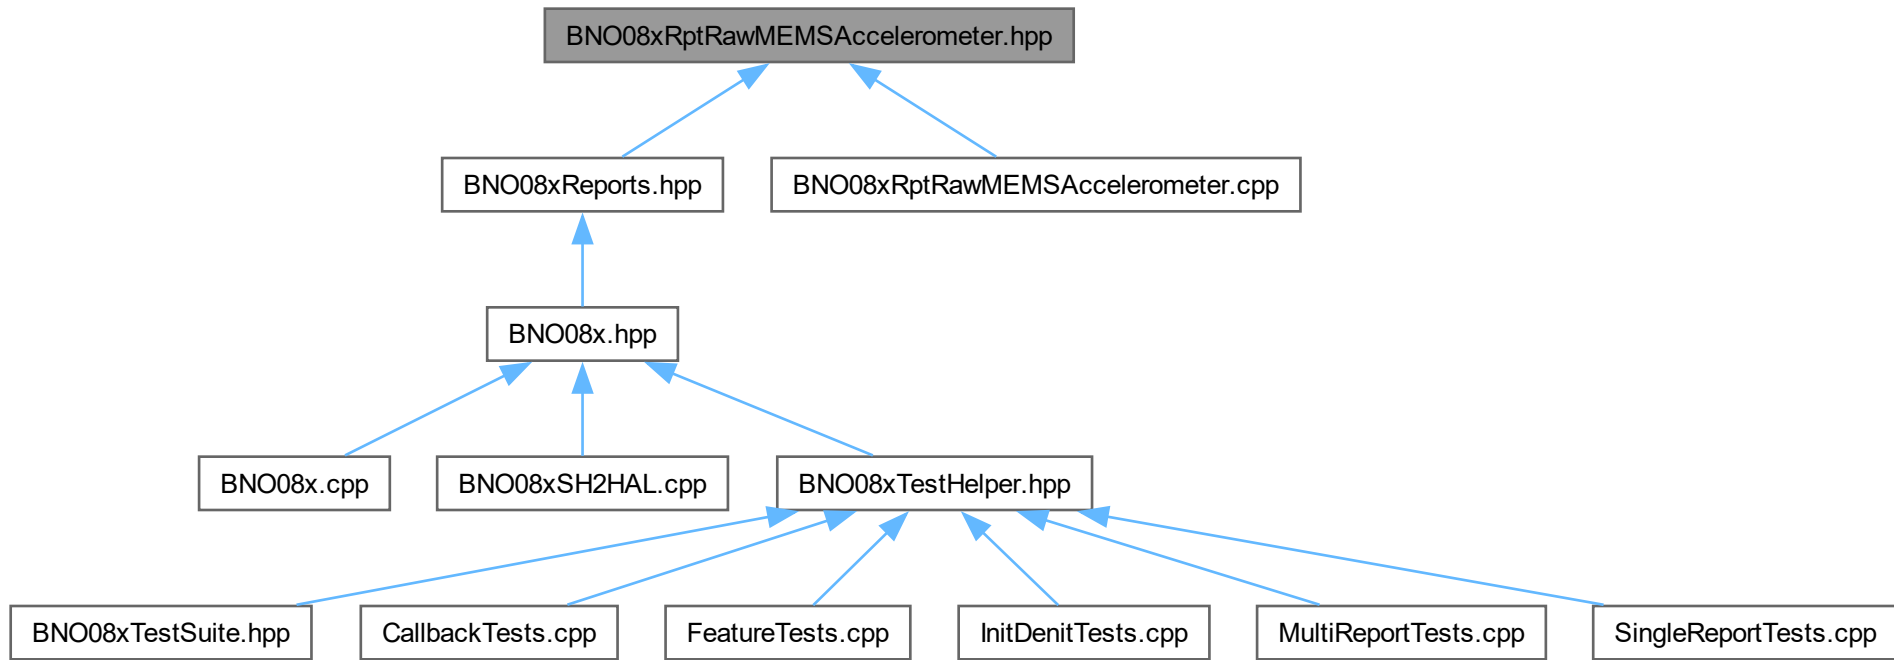 BNO08xRptRawMEMSAccelerometer.hpp
BNO08xReports.hpp
BNO08xRptRawMEMSAccelerometer.cpp
BNO08x.hpp
BNO08x.cpp
BNO08xSH2HAL.cpp
BNO08xTestHelper.hpp
BNO08xTestSuite.hpp
CallbackTests.cpp
FeatureTests.cpp
InitDenitTests.cpp
MultiReportTests.cpp
SingleReportTests.cpp